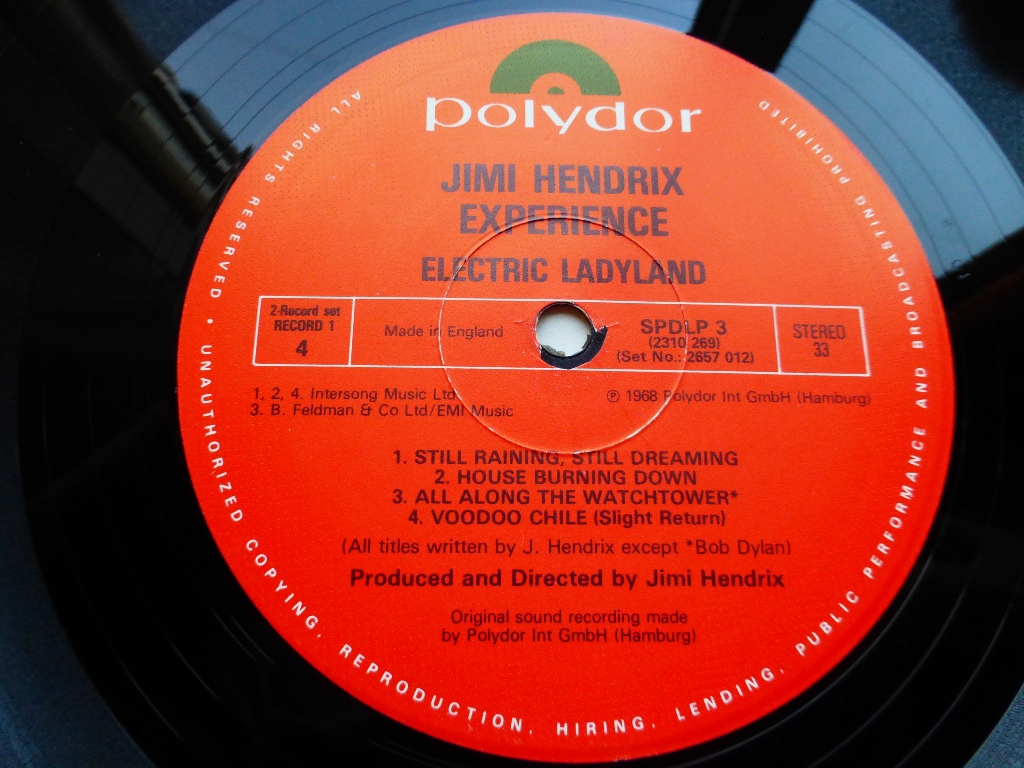 polydor
JIMI HENDRIX
EXPERIENCE
ELECTRIC LADYLAND
2-Record set
RECORD 1
4
Made in England
SPDLP 3
(2310 269)
(Set No.: 2657 012)
STEREO
33
1, 2, 4. Intersong Music Ltd
3. B. Feldman & Co Ltd/EMI Music
℗ 1968 Polydor Int GmbH (Hamburg)
1. STILL RAINING, STILL DREAMING
2. HOUSE BURNING DOWN
3. ALL ALONG THE WATCHTOWER*
4. VOODOO CHILE (Slight Return)
(All titles written by J. Hendrix except *Bob Dylan)
Produced and Directed by Jimi Hendrix
Original sound recording made
by Polydor Int GmbH (Hamburg)
ALL RIGHTS RESERVED • UNAUTHORIZED COPYING, REPRODUCTION, HIRING, LENDING, PUBLIC PERFORMANCE AND BROADCASTING PROHIBITED